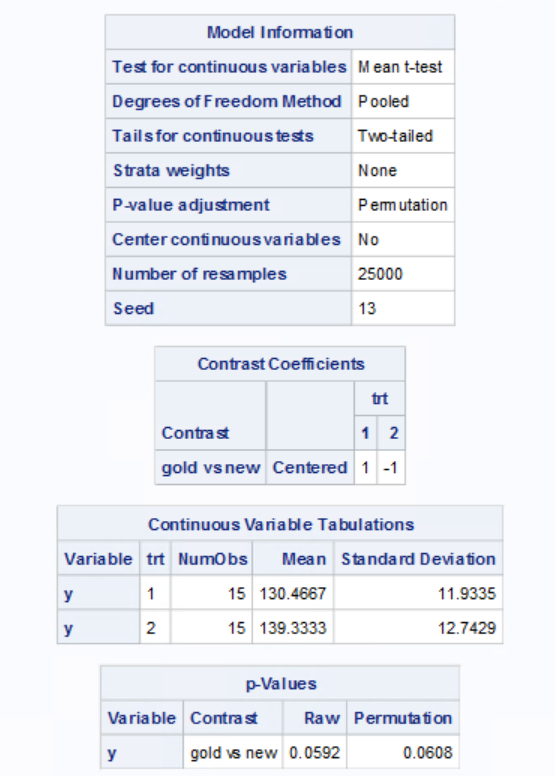 Model Information
Test for continuous variables Mean t-test
Degrees of Freedom Method Pooled
Tails for continuous tests Two-tailed
Strata weights None
P-value adjustment Permutation
Center continuous variables No
Number of resamples 25000
Seed 13
Contrast Coefficients
trt
Contrast 1 2
gold vs new Centered 1 -1
Continuous Variable Tabulations
Variable trt NumObs Mean Standard Deviation
y 1 15 130.4667 11.9335
y 2 15 139.3333 12.7429
p-Values
Variable Contrast Raw Permutation
y gold vs new 0.0592 0.0608